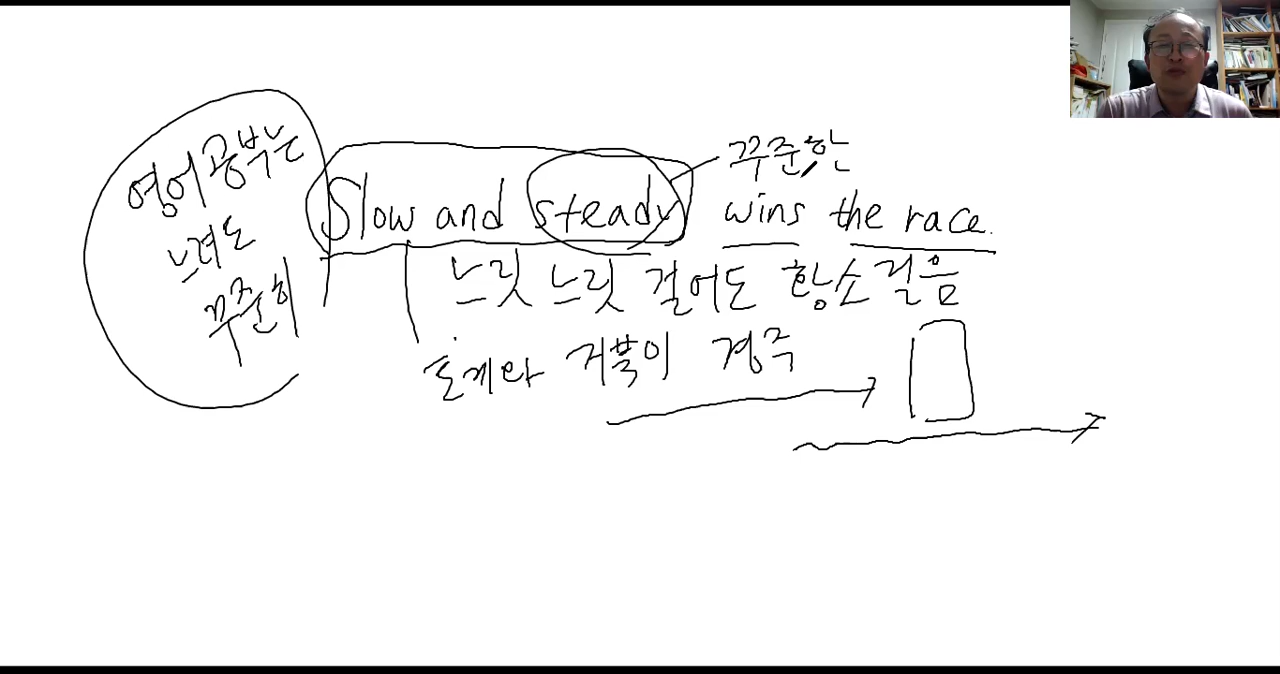 영어공부는
느려도
꾸준히
꾸준한
Slow and steady wins the race.
느릿 느릿 걸어도 황소걸음
토계와 거북이 경주